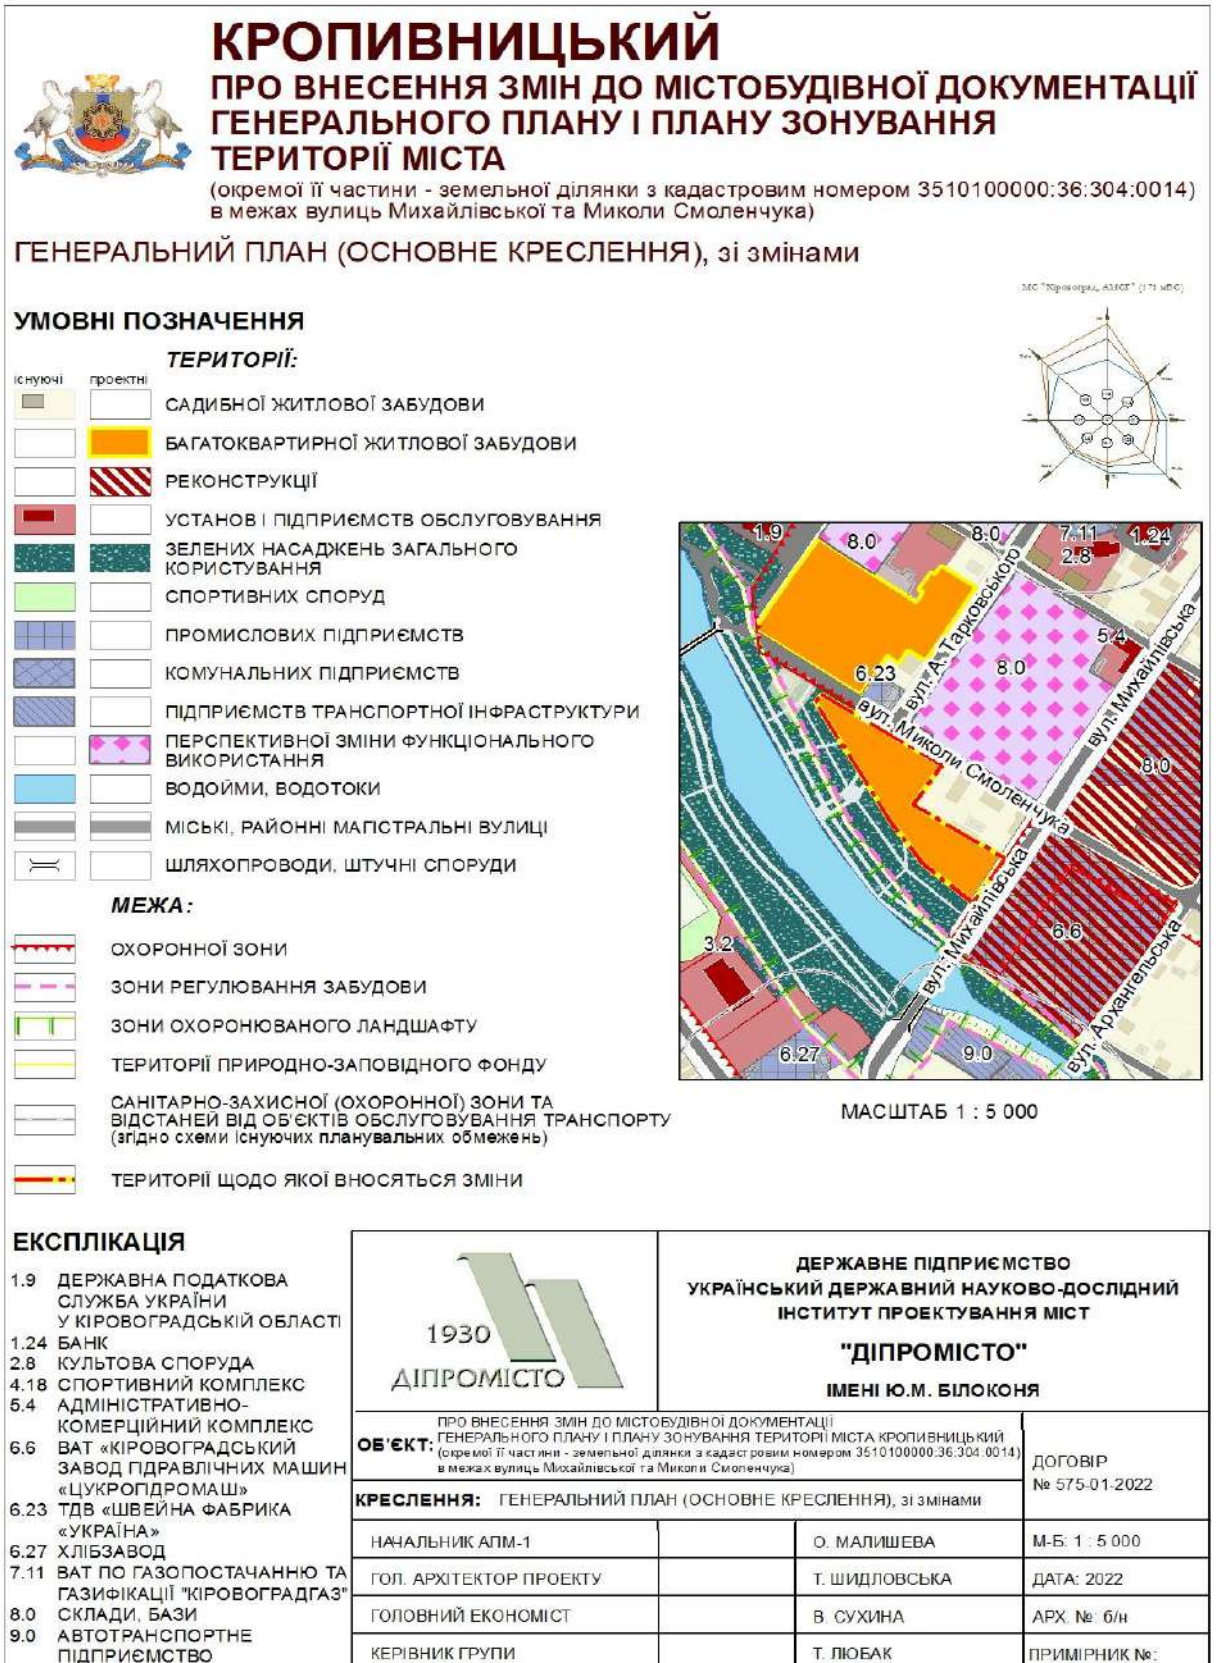 КРОПИВНИЦЬКИЙ
ПРО ВНЕСЕННЯ ЗМІН ДО МІСТОБУДІВНОЇ ДОКУМЕНТАЦІЇ
ГЕНЕРАЛЬНОГО ПЛАНУ І ПЛАНУ ЗОНУВАННЯ
ТЕРИТОРІЇ МІСТА
(окремої її частини - земельної ділянки з кадастровим номером 3510100000:36:304:0014)
в межах вулиць Михайлівської та Миколи Смоленчука)
ГЕНЕРАЛЬНИЙ ПЛАН (ОСНОВНЕ КРЕСЛЕННЯ), зі змінами
УМОВНІ ПОЗНАЧЕННЯ
ТЕРИТОРІЇ:
існуючі проектні
САДИБНОЇ ЖИТЛОВОЇ ЗАБУДОВИ
БАГАТОКВАРТИРНОЇ ЖИТЛОВОЇ ЗАБУДОВИ
РЕКОНСТРУКЦІЇ
УСТАНОВ І ПІДПРИЄМСТВ ОБСЛУГОВУВАННЯ
ЗЕЛЕНИХ НАСАДЖЕНЬ ЗАГАЛЬНОГО
КОРИСТУВАННЯ
СПОРТИВНИХ СПОРУД
ПРОМИСЛОВИХ ПІДПРИЄМСТВ
КОМУНАЛЬНИХ ПІДПРИЄМСТВ
ПІДПРИЄМСТВ ТРАНСПОРТНОЇ ІНФРАСТРУКТУРИ
ПЕРСПЕКТИВНОЇ ЗМІНИ ФУНКЦІОНАЛЬНОГО
ВИКОРИСТАННЯ
ВОДОЙМИ, ВОДОТОКИ
МІСЬКІ, РАЙОННІ МАГІСТРАЛЬНІ ВУЛИЦІ
ШЛЯХОПРОВОДИ, ШТУЧНІ СПОРУДИ
МЕЖА:
ОХОРОННОЇ ЗОНИ
ЗОНИ РЕГУЛЮВАННЯ ЗАБУДОВИ
ЗОНИ ОХОРОНЮВАНОГО ЛАНДШАФТУ
ТЕРИТОРІЇ ПРИРОДНО-ЗАПОВІДНОГО ФОНДУ
САНІТАРНО-ЗАХИСНОЇ (ОХОРОННОЇ) ЗОНИ ТА
ВІДСТАНЕЙ ВІД ОБ'ЄКТІВ ОБСЛУГОВУВАННЯ ТРАНСПОРТУ
(згідно схеми існуючих планувальних обмежень)
ТЕРИТОРІЇ ЩОДО ЯКОЇ ВНОСЯТЬСЯ ЗМІНИ
1.9
8.0
8.0
7.11
1.24
2.8
вул. А. Тарковського
5.4
6.23
8.0
вул. Михайлівська
вул. Миколи Смоленчука
8.0
вул. Михайлівська
6.6
3.2
вул. Архангельська
6.27
9.0
МАСШТАБ 1 : 5 000
ЕКСПЛІКАЦІЯ
1.9 ДЕРЖАВНА ПОДАТКОВА
СЛУЖБА УКРАЇНИ
У КІРОВОГРАДСЬКІЙ ОБЛАСТІ
1.24 БАНК
2.8 КУЛЬТОВА СПОРУДА
4.18 СПОРТИВНИЙ КОМПЛЕКС
5.4 АДМІНІСТРАТИВНО-
КОМЕРЦІЙНИЙ КОМПЛЕКС
6.6 ВАТ «КІРОВОГРАДСЬКИЙ
ЗАВОД ГІДРАВЛІЧНИХ МАШИН
«ЦУКРОГІДРОМАШ»
6.23 ТДВ «ШВЕЙНА ФАБРИКА
«УКРАЇНА»
6.27 ХЛІБЗАВОД
7.11 ВАТ ПО ГАЗОПОСТАЧАННЮ ТА
ГАЗИФІКАЦІЇ "КІРОВОГРАДГАЗ"
8.0 СКЛАДИ, БАЗИ
9.0 АВТОТРАНСПОРТНЕ
ПІДПРИЄМСТВО
1930
ДІПРОМІСТО
ДЕРЖАВНЕ ПІДПРИЄМСТВО
УКРАЇНСЬКИЙ ДЕРЖАВНИЙ НАУКОВО-ДОСЛІДНИЙ
ІНСТИТУТ ПРОЕКТУВАННЯ МІСТ
"ДІПРОМІСТО"
ІМЕНІ Ю.М. БІЛОКОНЯ
ОБ'ЄКТ:
ПРО ВНЕСЕННЯ ЗМІН ДО МІСТОБУДІВНОЇ ДОКУМЕНТАЦІЇ
ГЕНЕРАЛЬНОГО ПЛАНУ І ПЛАНУ ЗОНУВАННЯ ТЕРИТОРІЇ МІСТА КРОПИВНИЦЬКИЙ
(окремої її частини - земельної ділянки з кадастровим номером 3510100000:36:304:0014)
в межах вулиць Михайлівської та Миколи Смоленчука)
ДОГОВІР
№ 575-01-2022
КРЕСЛЕННЯ: ГЕНЕРАЛЬНИЙ ПЛАН (ОСНОВНЕ КРЕСЛЕННЯ), зі змінами
НАЧАЛЬНИК АПМ-1 О. МАЛИШЕВА М-Б: 1 : 5 000
ГОЛ. АРХІТЕКТОР ПРОЕКТУ Т. ШИДЛОВСЬКА ДАТА: 2022
ГОЛОВНИЙ ЕКОНОМІСТ В. СУХИНА АРХ. №: б/н
КЕРІВНИК ГРУПИ Т. ЛЮБАК ПРИМІРНИК №: